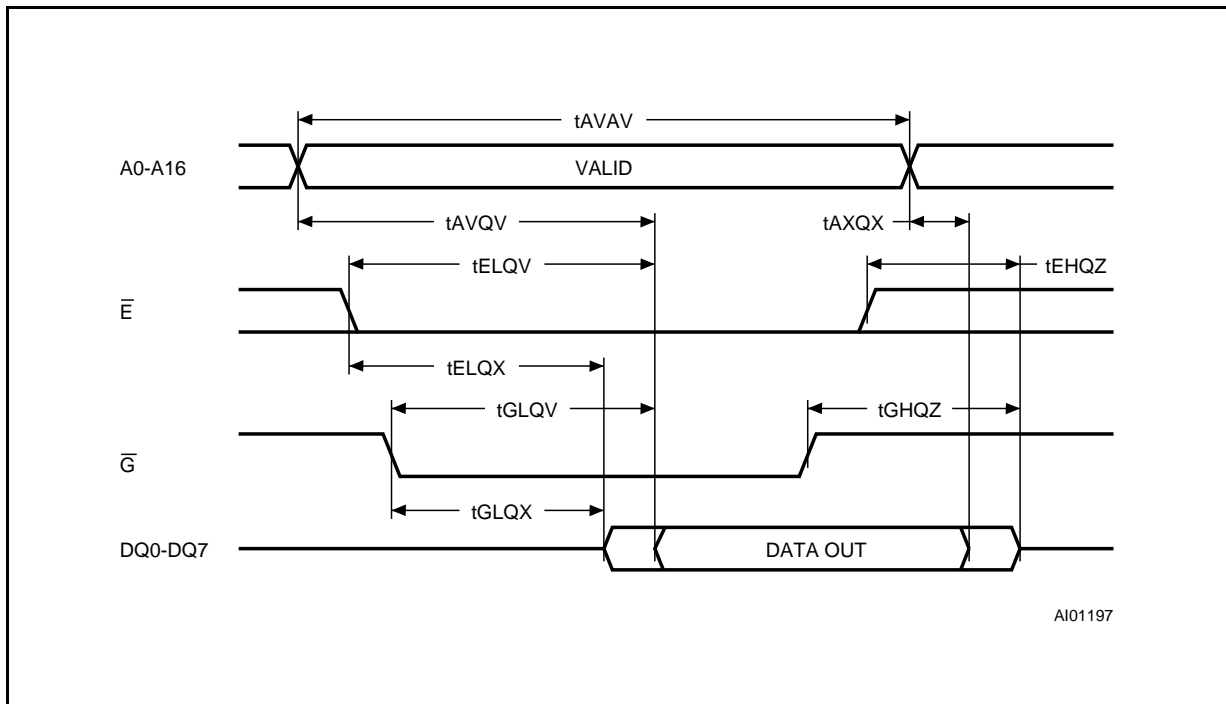 tAVAV
A0-A16
VALID
tAVQV
tAXQX
tELQV
tEHQZ
E̅
tELQX
tGLQV
tGHQZ
G̅
tGLQX
DQ0-DQ7
DATA OUT
AI01197